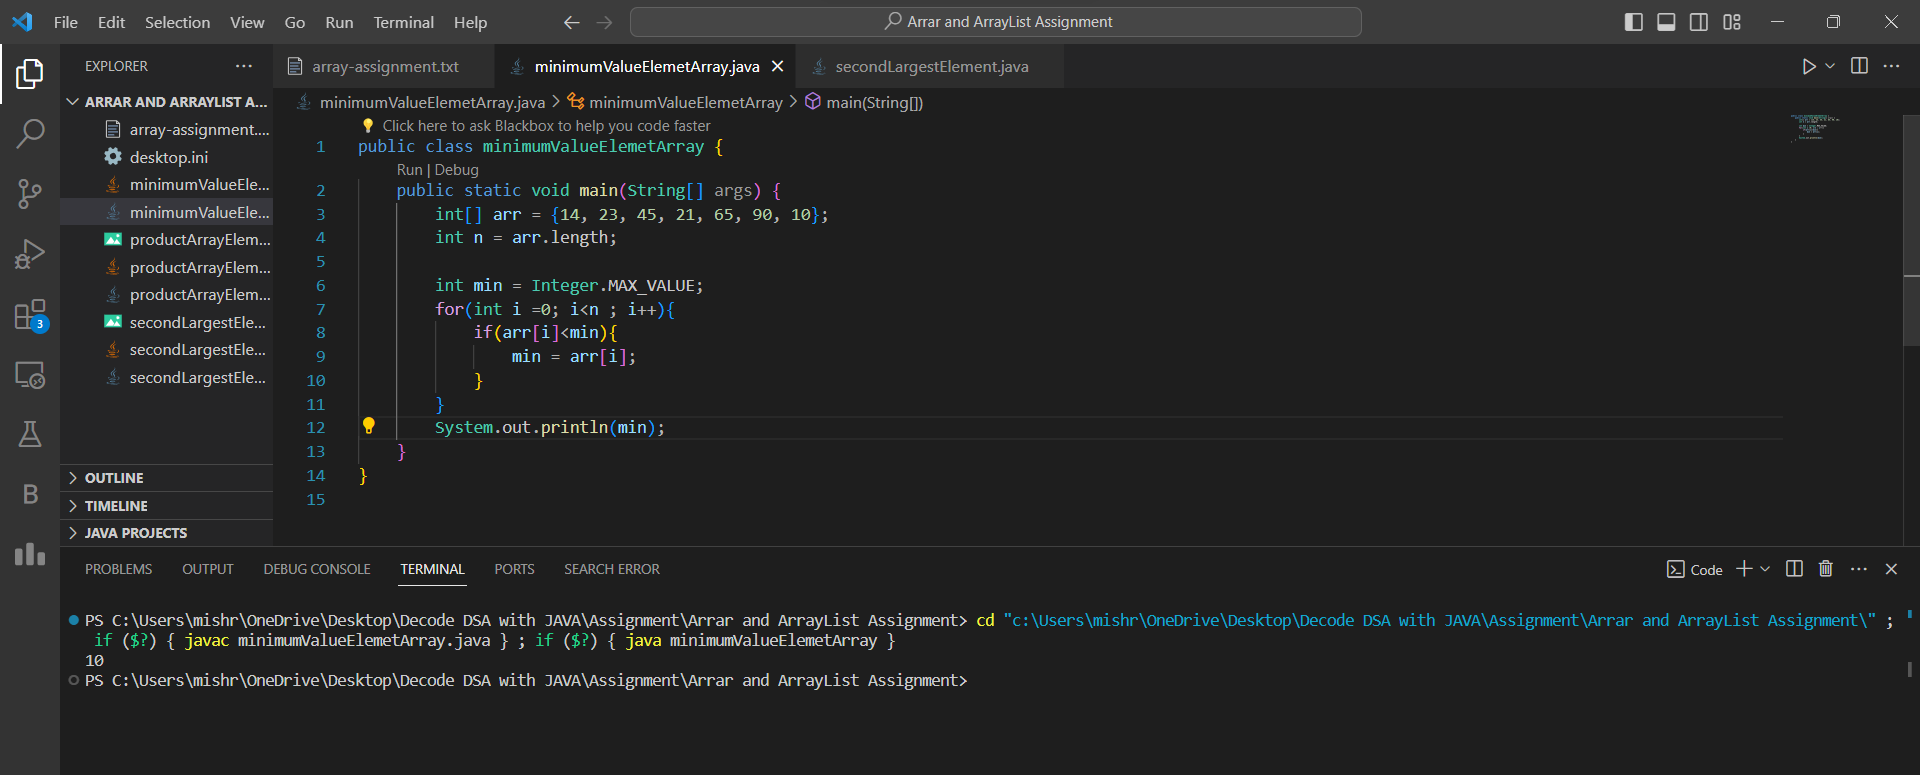 File Edit Selection View Go Run Terminal Help
Arrar and ArrayList Assignment
EXPLORER
ARRAR AND ARRAYLIST A...
array-assignment....
desktop.ini
minimumValueEle...
minimumValueEle...
productArrayElem...
productArrayElem...
productArrayElem...
secondLargestEle...
secondLargestEle...
secondLargestEle...
OUTLINE
TIMELINE
JAVA PROJECTS
3
B
array-assignment.txt minimumValueElemetArray.java secondLargestElement.java
minimumValueElemetArray.java > minimumValueElemetArray > main(String[])
Click here to ask Blackbox to help you code faster
1 public class minimumValueElemetArray {
Run | Debug
2 public static void main(String[] args) {
3 int[] arr = {14, 23, 45, 21, 65, 90, 10};
4 int n = arr.length;
5
6 int min = Integer.MAX_VALUE;
7 for(int i =0; i<n ; i++){
8 if(arr[i]<min){
9 min = arr[i];
10 }
11 }
12 System.out.println(min);
13 }
14 }
15
PROBLEMS OUTPUT DEBUG CONSOLE TERMINAL PORTS SEARCH ERROR
Code
PS C:\Users\mishr\OneDrive\Desktop\Decode DSA with JAVA\Assignment\Arrar and ArrayList Assignment> cd "c:\Users\mishr\OneDrive\Desktop\Decode DSA with JAVA\Assignment\Arrar and ArrayList Assignment\" ;
if ($?) { javac minimumValueElemetArray.java } ; if ($?) { java minimumValueElemetArray }
10
PS C:\Users\mishr\OneDrive\Desktop\Decode DSA with JAVA\Assignment\Arrar and ArrayList Assignment>